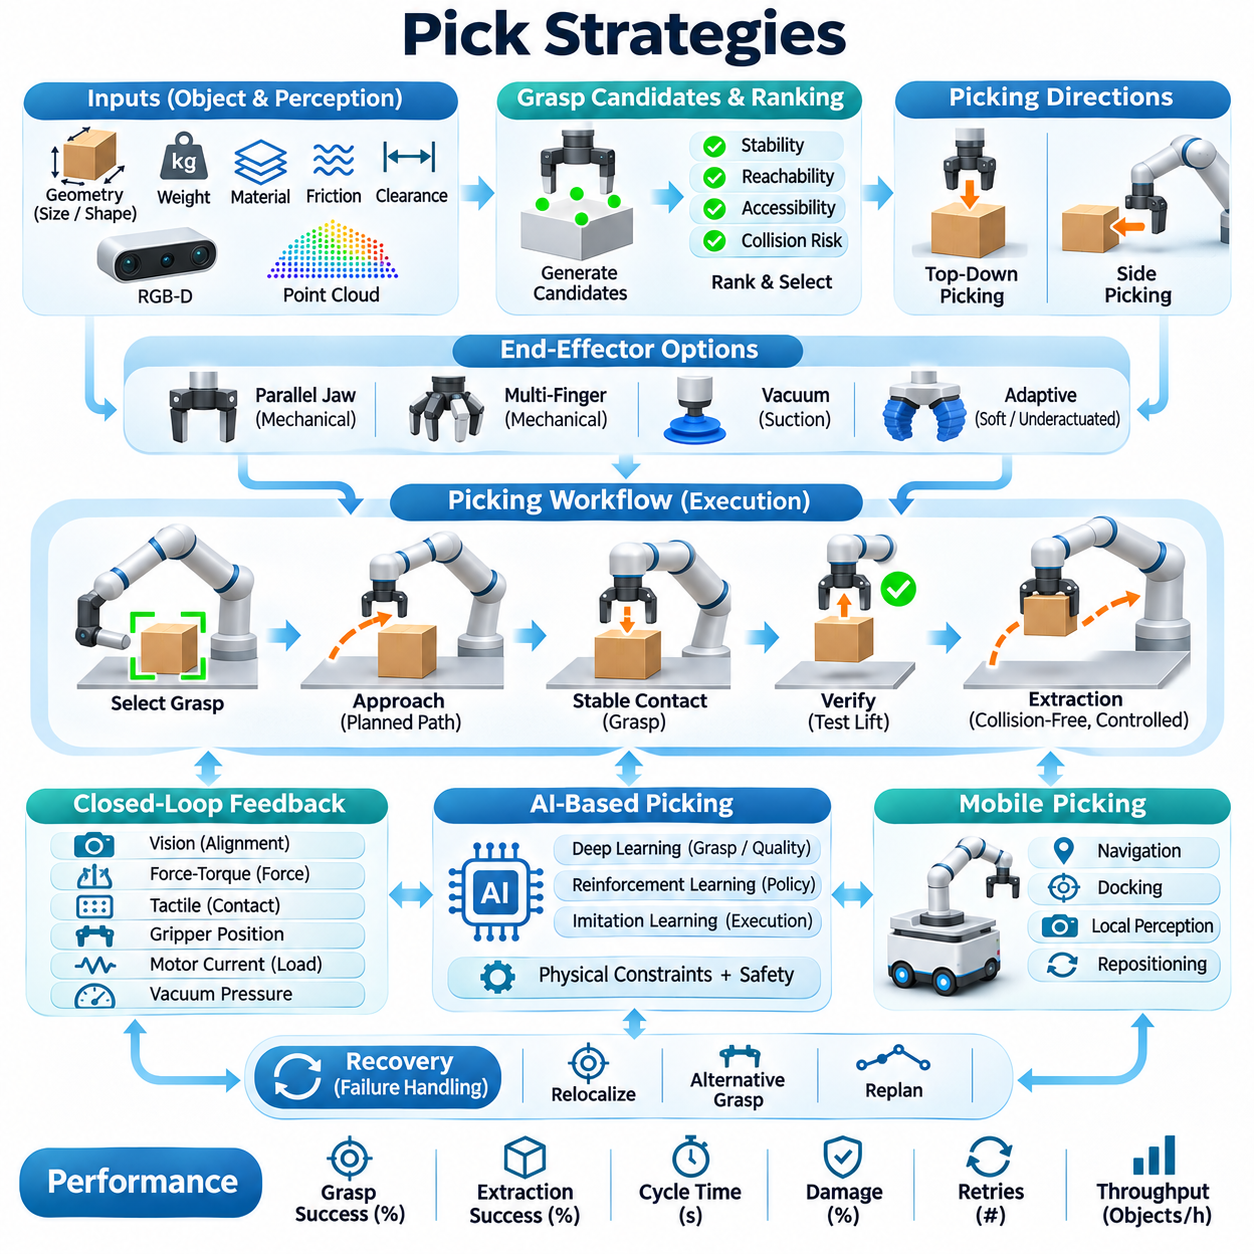 Pick Strategies
Inputs (Object & Perception)
Geometry
(Size / Shape)
kg
Weight
Material
Friction
Clearance
RGB-D
Point Cloud
Grasp Candidates & Ranking
Generate
Candidates
Stability
Reachability
Accessibility
Collision Risk
Rank & Select
Picking Directions
Top-Down
Picking
Side
Picking
End-Effector Options
Parallel Jaw
(Mechanical)
Multi-Finger
(Mechanical)
Vacuum
(Suction)
Adaptive
(Soft / Underactuated)
Picking Workflow (Execution)
Select Grasp
Approach
(Planned Path)
Stable Contact
(Grasp)
Verify
(Test Lift)
Extraction
(Collision-Free, Controlled)
Closed-Loop Feedback
Vision (Alignment)
Force-Torque (Force)
Tactile (Contact)
Gripper Position
Motor Current (Load)
Vacuum Pressure
AI-Based Picking
AI
Deep Learning (Grasp / Quality)
Reinforcement Learning (Policy)
Imitation Learning (Execution)
Physical Constraints + Safety
Mobile Picking
Navigation
Docking
Local Perception
Repositioning
Recovery
(Failure Handling)
Relocalize
Alternative
Grasp
Replan
Performance
Grasp
Success (%)
Extraction
Success (%)
Cycle Time
(s)
Damage
(%)
Retries
(#)
Throughput
(Objects/h)